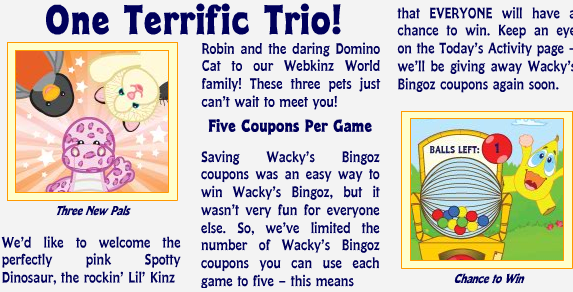 One Terrific Trio!
Three New Pals
We'd like to welcome the
perfectly pink Spotty
Dinosaur, the rockin' Lil' Kinz
Robin and the daring Domino
Cat to our Webkinz World
family! These three pets just
can't wait to meet you!
Five Coupons Per Game
Saving Wacky's Bingoz
coupons was an easy way to
win Wacky's Bingoz, but it
wasn't very fun for everyone
else. So, we've limited the
number of Wacky's Bingoz
coupons you can use each
game to five – this means
that EVERYONE will have a
chance to win. Keep an eye
on the Today's Activity page –
we'll be giving away Wacky's
Bingoz coupons again soon.
BALLS LEFT: 1
Chance to Win